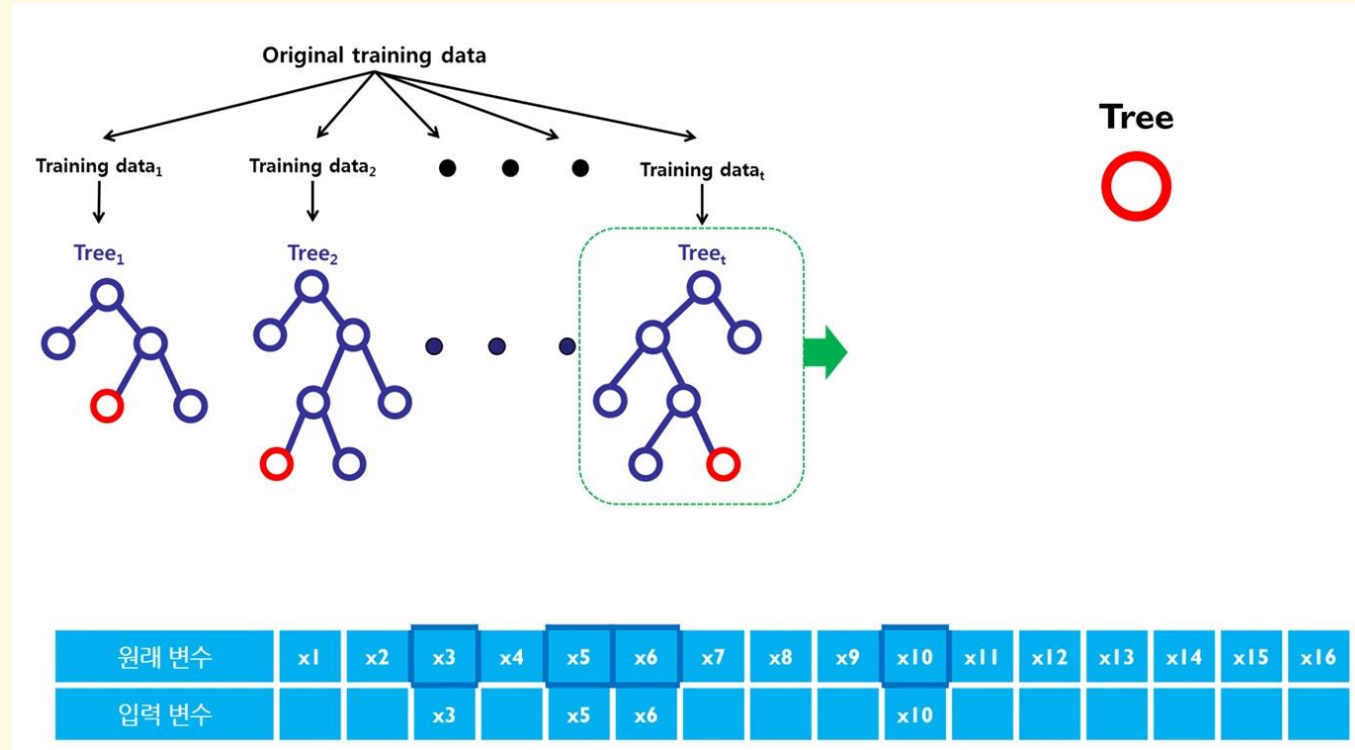 Original training data
Tree
Training data₁ Training data₂ Training dataₜ
Tree₁ Tree₂ Treeₜ
원래 변수 x1 x2 x3 x4 x5 x6 x7 x8 x9 x10 x11 x12 x13 x14 x15 x16
입력 변수 x3 x5 x6 x10